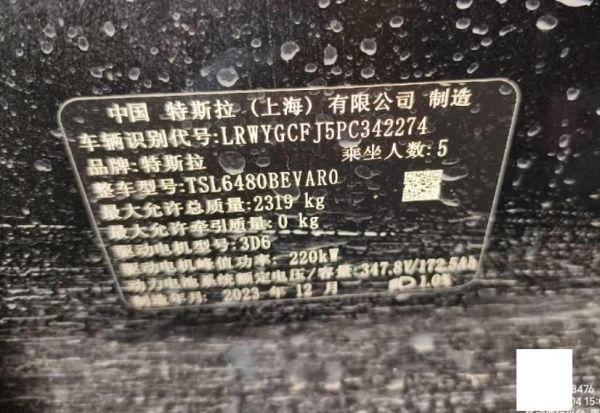 中国 特斯拉（上海）有限公司 制造
车辆识别代号:LRWYGCFJ5PC342274
品牌:特斯拉 乘坐人数:5
整车型号:TSL6480BEVAR0
最大允许总质量:2319 kg
最大允许牵引质量:0 kg
驱动电机型号:3D6
驱动电机峰值功率: 220kW
动力电池系统额定电压/容量:347.8V/172.5Ah
制造年月: 2023 年 12 月